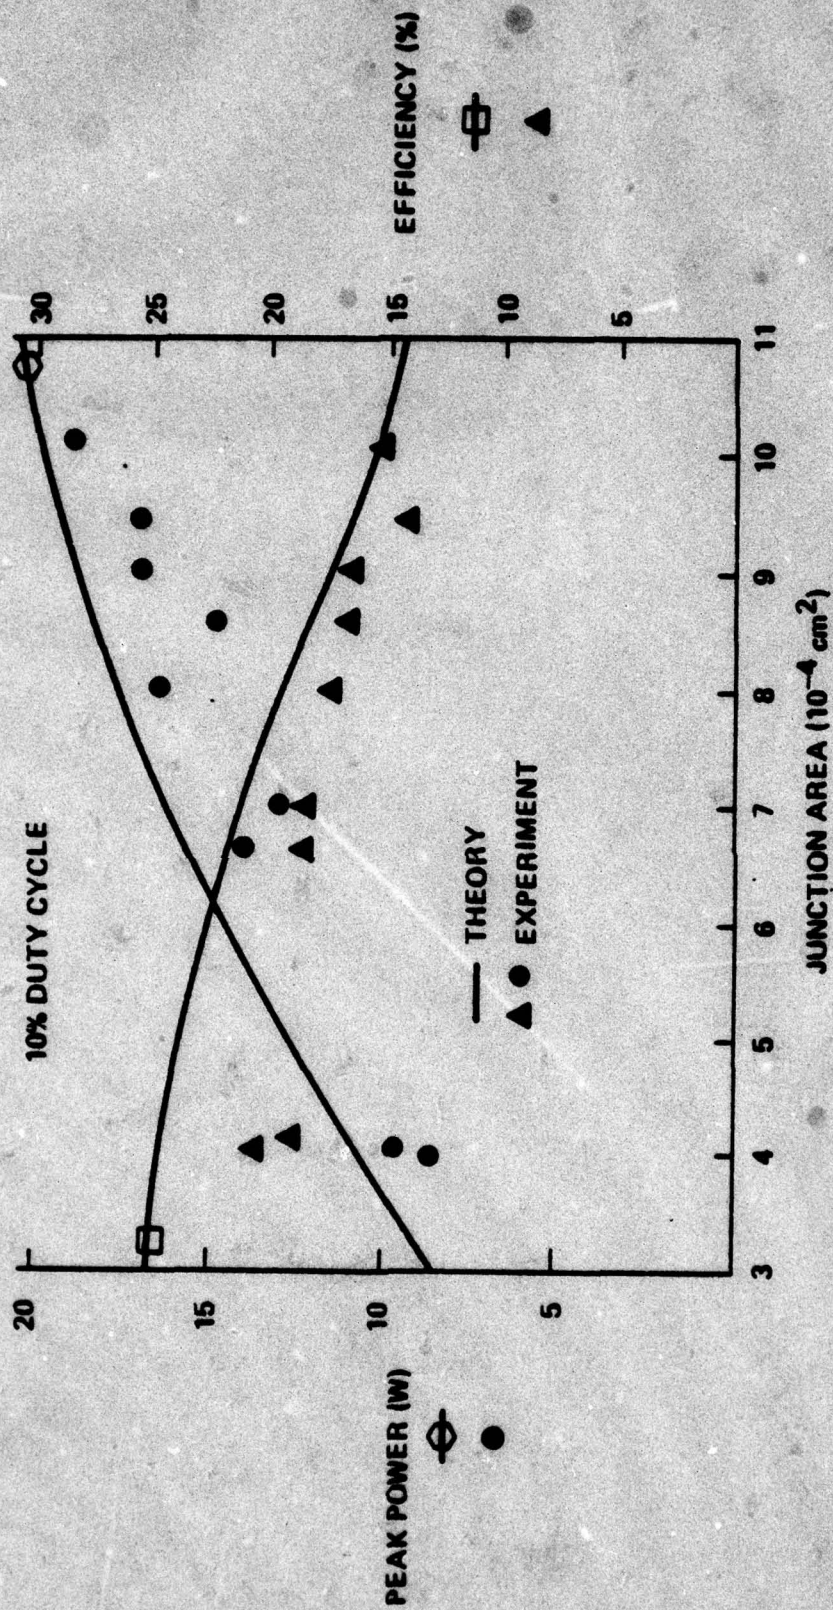 10% DUTY CYCLE
PEAK POWER (W)
20
15
10
5
EFFICIENCY (%)
30
25
20
15
10
5
THEORY
EXPERIMENT
3 4 5 6 7 8 9 10 11
JUNCTION AREA (10⁻⁴ cm²)